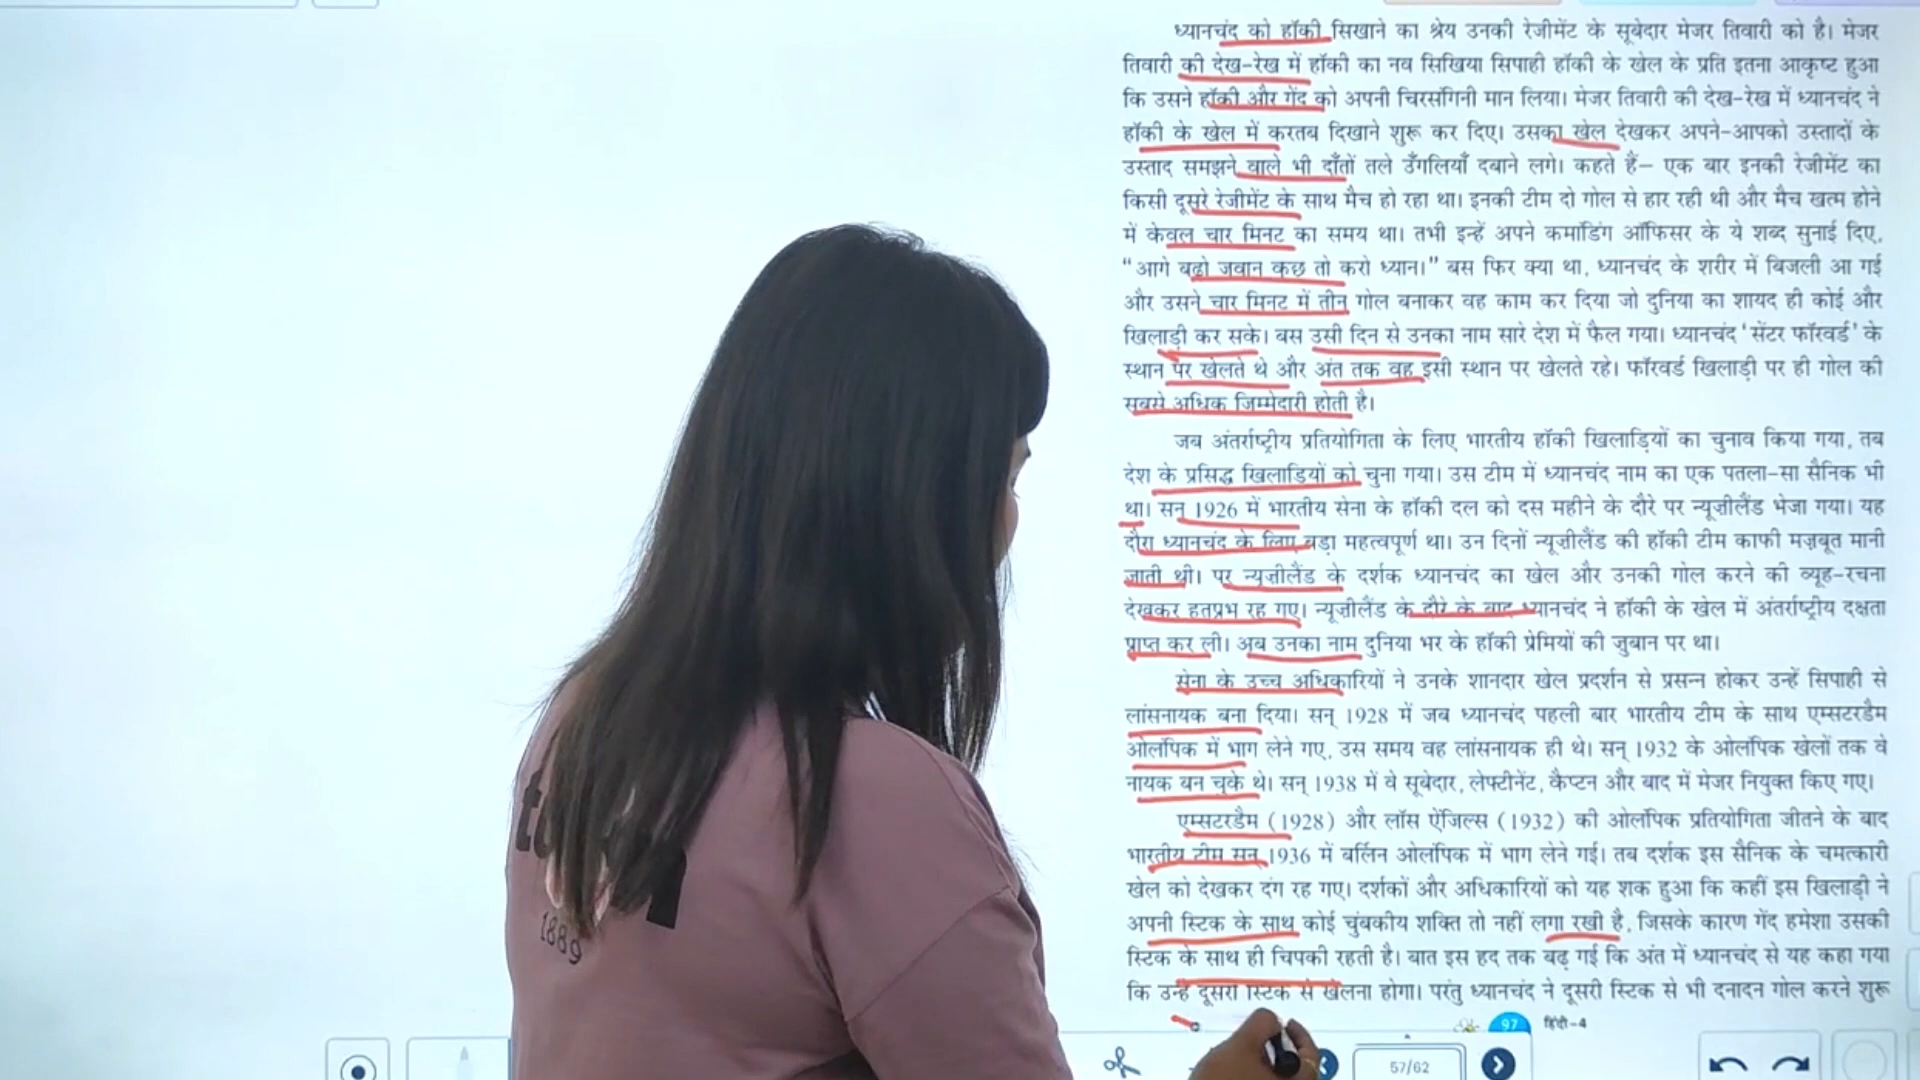 ध्यानचंद को हॉकी सिखाने का श्रेय उनकी रेजीमेंट के सूबेदार मेजर तिवारी को है। मेजर
तिवारी की देख-रेख में हॉकी का नव सिखिया सिपाही हॉकी के खेल के प्रति इतना आकृष्ट हुआ
कि उसने हॉकी और गेंद को अपनी चिरसंगिनी मान लिया। मेजर तिवारी की देख-रेख में ध्यानचंद ने
हॉकी के खेल में करतब दिखाने शुरू कर दिए। उसका खेल देखकर अपने-आपको उस्तादों के
उस्ताद समझने वाले भी दाँतों तले उँगलियाँ दबाने लगे। कहते हैं– एक बार इनकी रेजीमेंट का
किसी दूसरे रेजीमेंट के साथ मैच हो रहा था। इनकी टीम दो गोल से हार रही थी और मैच खत्म होने
में केवल चार मिनट का समय था। तभी इन्हें अपने कमांडिंग ऑफिसर के ये शब्द सुनाई दिए,
“आगे बढ़ो जवान कुछ तो करो ध्यान।” बस फिर क्या था, ध्यानचंद के शरीर में बिजली आ गई
और उसने चार मिनट में तीन गोल बनाकर वह काम कर दिया जो दुनिया का शायद ही कोई और
खिलाड़ी कर सके। बस उसी दिन से उनका नाम सारे देश में फैल गया। ध्यानचंद ‘सेंटर फॉरवर्ड’ के
स्थान पर खेलते थे और अंत तक वह इसी स्थान पर खेलते रहे। फॉरवर्ड खिलाड़ी पर ही गोल की
सबसे अधिक जिम्मेदारी होती है।
जब अंतर्राष्ट्रीय प्रतियोगिता के लिए भारतीय हॉकी खिलाड़ियों का चुनाव किया गया, तब
देश के प्रसिद्ध खिलाड़ियों को चुना गया। उस टीम में ध्यानचंद नाम का एक पतला-सा सैनिक भी
था। सन् 1926 में भारतीय सेना के हॉकी दल को दस महीने के दौरे पर न्यूज़ीलैंड भेजा गया। यह
दौरा ध्यानचंद के लिए बड़ा महत्वपूर्ण था। उन दिनों न्यूज़ीलैंड की हॉकी टीम काफी मज़बूत मानी
जाती थी। पर न्यूज़ीलैंड के दर्शक ध्यानचंद का खेल और उनकी गोल करने की व्यूह-रचना
देखकर हतप्रभ रह गए। न्यूज़ीलैंड के दौरे के बाद ध्यानचंद ने हॉकी के खेल में अंतर्राष्ट्रीय दक्षता
प्राप्त कर ली। अब उनका नाम दुनिया भर के हॉकी प्रेमियों की ज़ुबान पर था।
सेना के उच्च अधिकारियों ने उनके शानदार खेल प्रदर्शन से प्रसन्न होकर उन्हें सिपाही से
लांसनायक बना दिया। सन् 1928 में जब ध्यानचंद पहली बार भारतीय टीम के साथ एम्सटरडैम
ओलंपिक में भाग लेने गए, उस समय वह लांसनायक ही थे। सन् 1932 के ओलंपिक खेलों तक वे
नायक बन चुके थे। सन् 1938 में वे सूबेदार, लेफ्टीनेंट, कैप्टन और बाद में मेजर नियुक्त किए गए।
एम्सटरडैम (1928) और लॉस ऐंजिल्स (1932) की ओलंपिक प्रतियोगिता जीतने के बाद
भारतीय टीम सन् 1936 में बर्लिन ओलंपिक में भाग लेने गई। तब दर्शक इस सैनिक के चमत्कारी
खेल को देखकर दंग रह गए। दर्शकों और अधिकारियों को यह शक हुआ कि कहीं इस खिलाड़ी ने
अपनी स्टिक के साथ कोई चुंबकीय शक्ति तो नहीं लगा रखी है, जिसके कारण गेंद हमेशा उसकी
स्टिक के साथ ही चिपकी रहती है। बात इस हद तक बढ़ गई कि अंत में ध्यानचंद से यह कहा गया
कि उन्हें दूसरी स्टिक से खेलना होगा। परंतु ध्यानचंद ने दूसरी स्टिक से भी दनादन गोल करने शुरू
97 हिंदी-4
57/62
1889